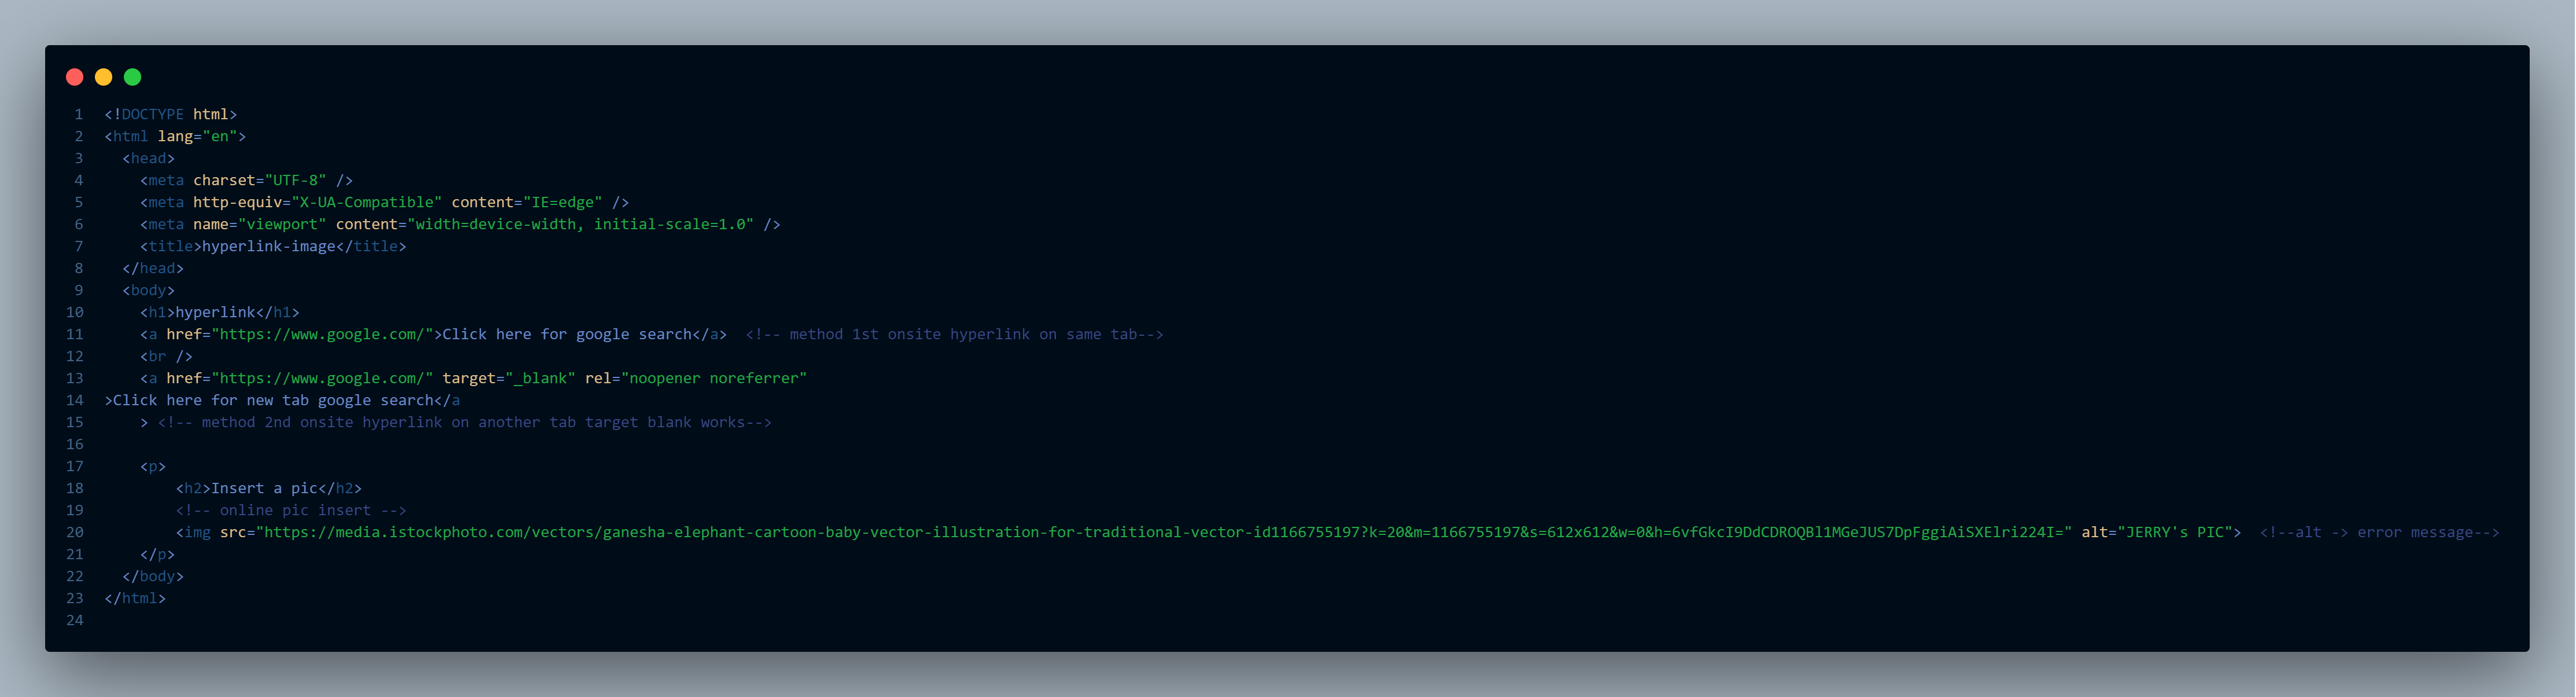 1 <!DOCTYPE html>
2 <html lang="en">
3   <head>
4     <meta charset="UTF-8" />
5     <meta http-equiv="X-UA-Compatible" content="IE=edge" />
6     <meta name="viewport" content="width=device-width, initial-scale=1.0" />
7     <title>hyperlink-image</title>
8   </head>
9   <body>
10     <h1>hyperlink</h1>
11     <a href="https://www.google.com/">Click here for google search</a>  <!-- method 1st onsite hyperlink on same tab-->
12     <br />
13     <a href="https://www.google.com/" target="_blank" rel="noopener noreferrer"
14 >Click here for new tab google search</a
15     > <!-- method 2nd onsite hyperlink on another tab target blank works-->
16
17     <p>
18         <h2>Insert a pic</h2>
19         <!-- online pic insert -->
20         <img src="https://media.istockphoto.com/vectors/ganesha-elephant-cartoon-baby-vector-illustration-for-traditional-vector-id1166755197?k=20&m=1166755197&s=612x612&w=0&h=6vfGkcI9DdCDROQBl1MGeJUS7DpFggiAiSXElri224I=" alt="JERRY's PIC">  <!--alt -> error message-->
21     </p>
22   </body>
23 </html>
24